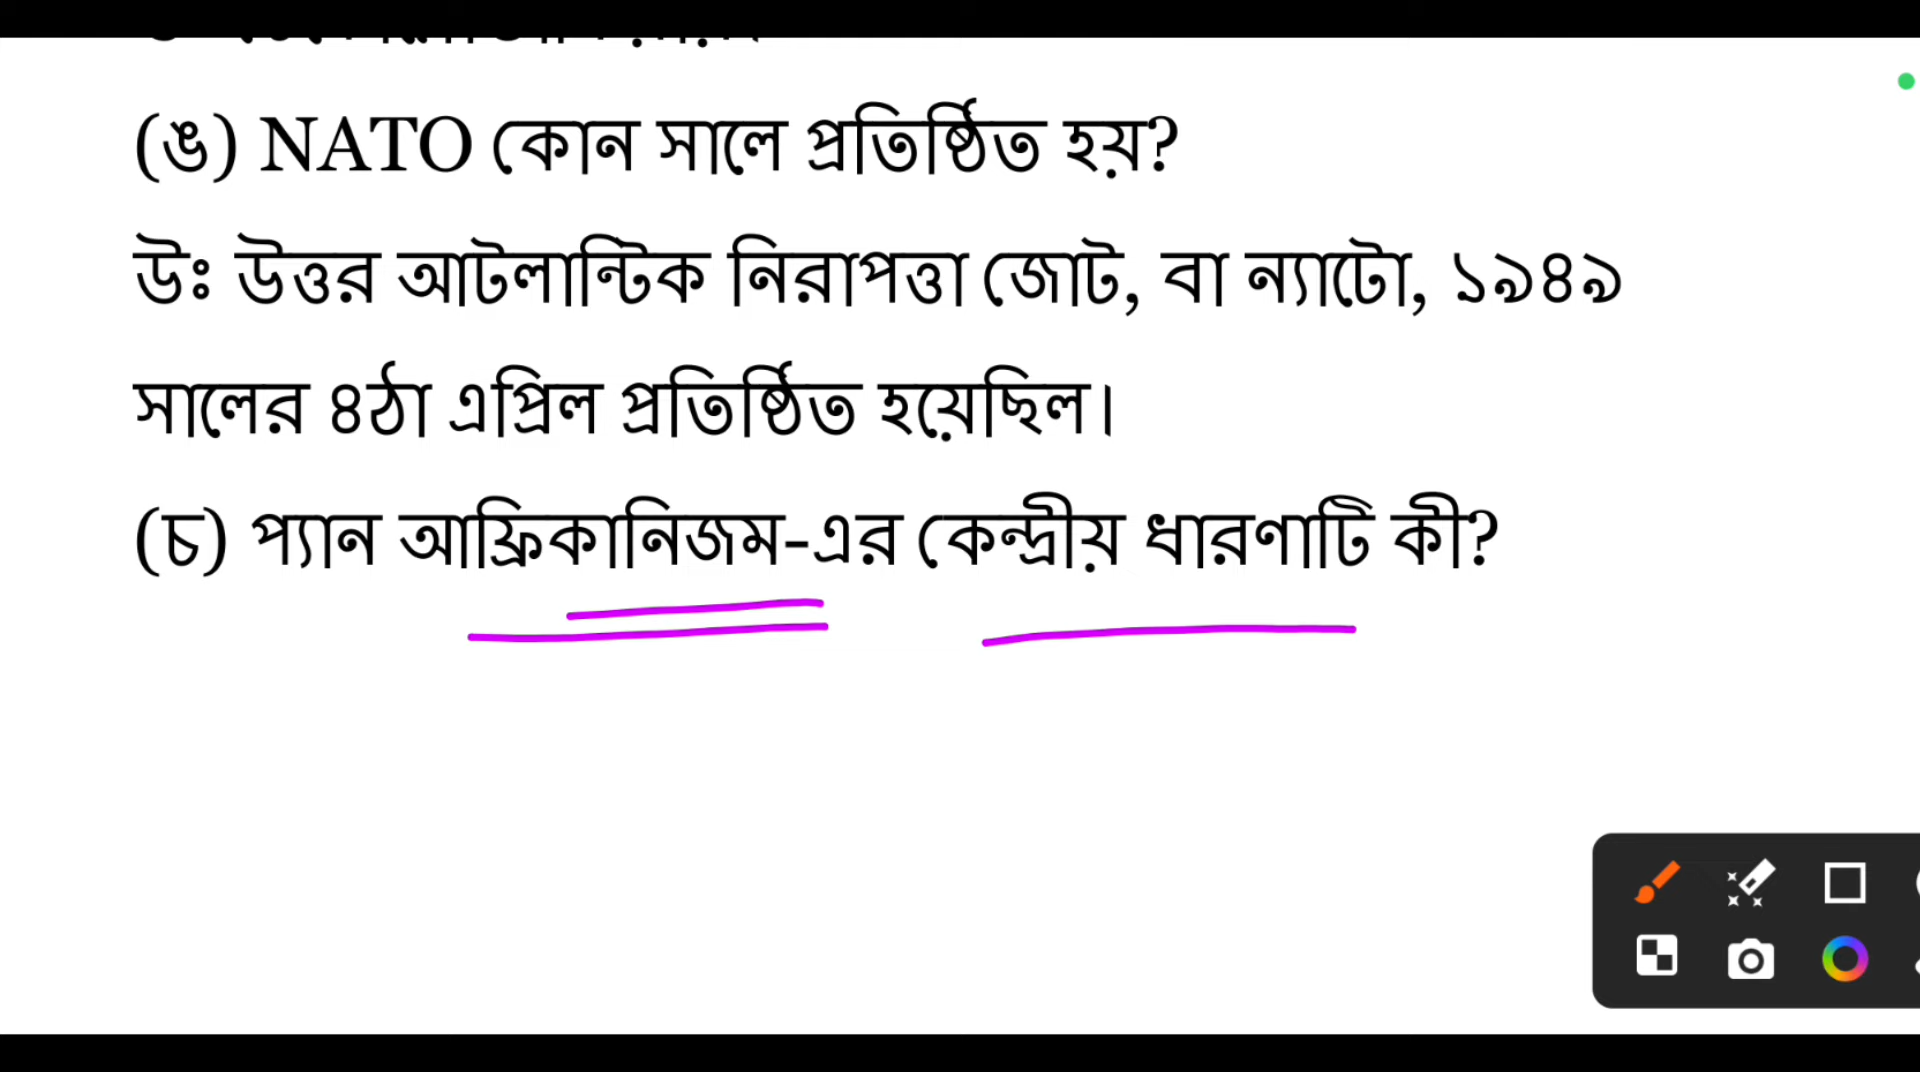 (ঙ) NATO কোন সালে প্রতিষ্ঠিত হয়?
উঃ উত্তর আটলান্টিক নিরাপত্তা জোট, বা ন্যাটো, ১৯৪৯
সালের ৪ঠা এপ্রিল প্রতিষ্ঠিত হয়েছিল।
(চ) প্যান আফ্রিকানিজম-এর কেন্দ্রীয় ধারণাটি কী?